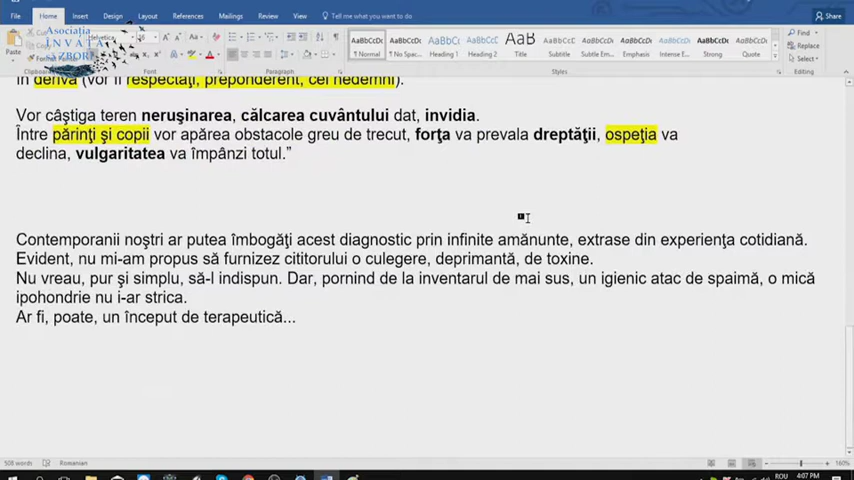 File Home Insert Design Layout References Mailings Review View Tell me what you want to do Share
Asociația
ÎNVAȚĂ
ZBORI
Paste
Clipboard
Paragraph
Styles
Editing
AaBbCcDc AaBbCcDc AaBbCc AaBbCcC AaB AaBbCcC AaBbCcDc AaBbCcDc AaBbCcDc
¶ Normal ¶ No Spac... Heading 1 Heading 2 Title Subtitle Subtle Em... Emphasis Intense E...
Find
Replace
Select
în derivă (vor fi respectaţi, preponderent, cei nedemni).
Vor câştiga teren neruşinarea, călcarea cuvântului dat, invidia.
Între părinţi şi copii vor apărea obstacole greu de trecut, forţa va prevala dreptăţii, ospeţia va
declina, vulgaritatea va împânzi totul.”
Contemporanii noştri ar putea îmbogăţi acest diagnostic prin infinite amănunte, extrase din experienţa cotidiană.
Evident, nu mi-am propus să furnizez cititorului o culegere, deprimantă, de toxine.
Nu vreau, pur şi simplu, să-l indispun. Dar, pornind de la inventarul de mai sus, un igienic atac de spaimă, o mică
ipohondrie nu i-ar strica.
Ar fi, poate, un început de terapeutică...
508 words Romanian 160%
ROU 4:07 PM